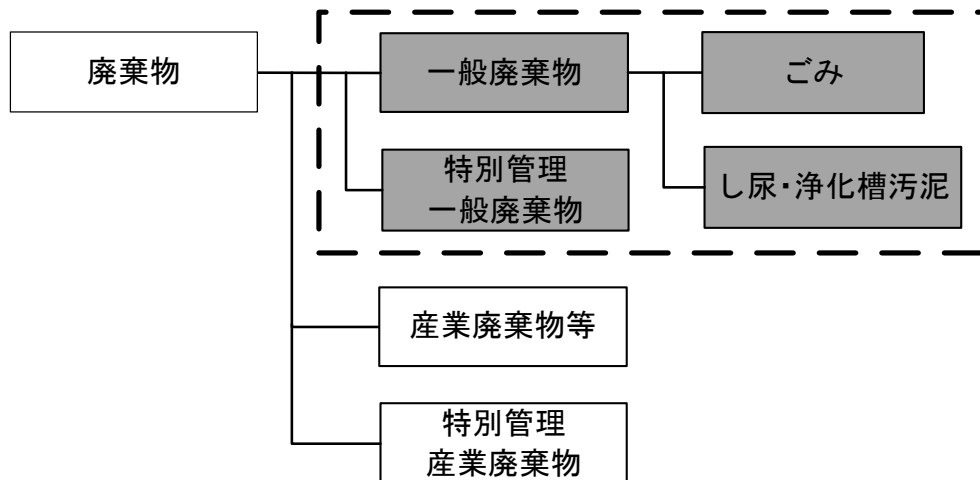 廃棄物
一般廃棄物
ごみ
特別管理
一般廃棄物
し尿・浄化槽汚泥
産業廃棄物等
特別管理
産業廃棄物